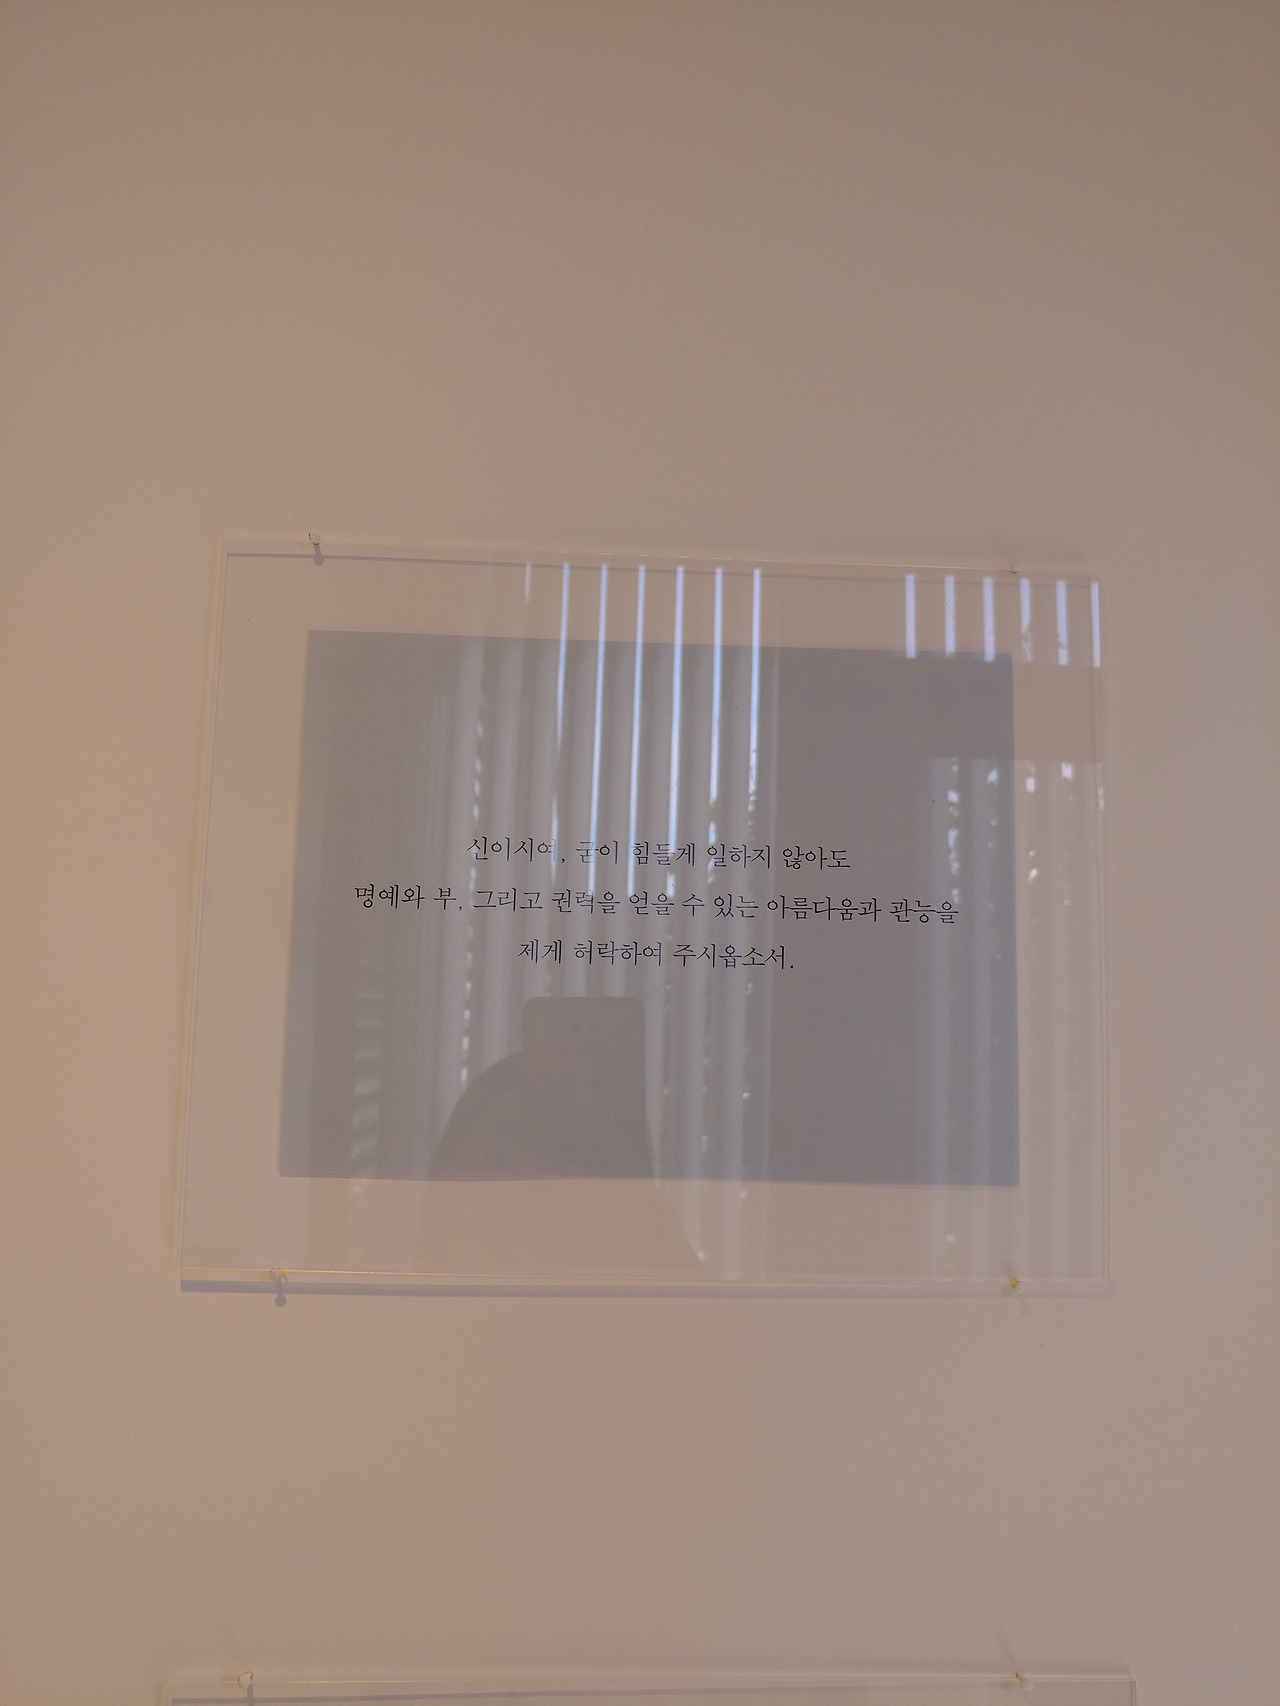 신이시여, 굳이 힘들게 일하지 않아도
명예와 부, 그리고 권력을 얻을 수 있는 아름다움과 관능을
제게 허락하여 주시옵소서.